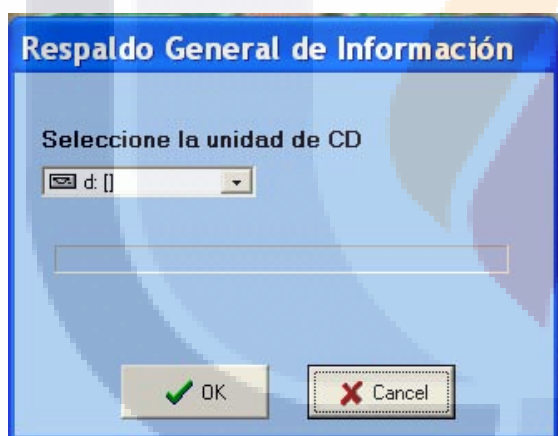 Respaldo General de Información
Seleccione la unidad de CD
d: []
OK
Cancel